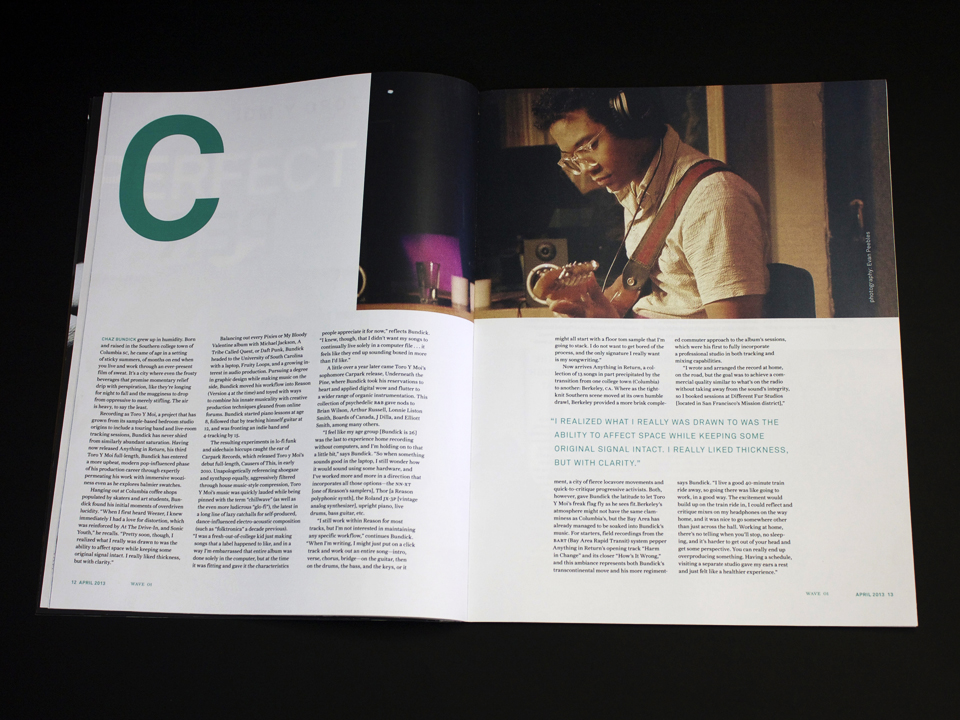 C
photography Evan Peebles
CHAZ BUNDICK grew up in humidity. Born
and raised in the Southern college town of
Columbia SC, he came of age in a setting
of sticky summers, of months on end when
you live and work through an ever-present
film of sweat. It's a city where even the frosty
beverages that promise momentary relief
drip with perspiration, like they're longing
for night to fall and the mugginess to drop
from oppressive to merely stifling. The air
is heavy, to say the least.
Recording as Toro Y Moi, a project that has
grown from its sample-based bedroom studio
origins to include a touring band and live-room
tracking sessions, Bundick has never shied
from similarly abundant saturation. Having
now released Anything in Return, his third
Toro Y Moi full-length, Bundick has entered
a more upbeat, modern pop-influenced phase
of his production career through expertly
permeating his work with immersive wooziness
even as he explores balmier swatches.
Hanging out at Columbia coffee shops
populated by skaters and art students, Bundick
found his initial moments of overdriven
lucidity. "When I first heard Weezer, I knew
immediately I had a love for distortion, which
was reinforced by At The Drive-In, and Sonic
Youth," he recalls. "Pretty soon, though, I
realized what I really was drawn to was the
ability to affect space while keeping some
original signal intact. I really liked thickness,
but with clarity."
Balancing out every Pixies or My Bloody
Valentine album with Michael Jackson, A
Tribe Called Quest, or Daft Punk, Bundick
headed to the University of South Carolina
with a laptop, Fruity Loops, and a growing interest
in audio production. Pursuing a degree
in graphic design while making music on the
side, Bundick moved his workflow into Reason
(Version 4 at the time) and toyed with ways
to combine his innate musicality with creative
production techniques gleaned from online
forums. Bundick started piano lessons at age
8, followed that by teaching himself guitar at
12, and was fronting an indie band and
a-tracking by 15.
The resulting experiments in lo-fi funk
and sidechain hiccups caught the ear of
Carpark Records, which released Toro Y Moi's
debut full-length, Causers of This, in early
2010. Unapologetically referencing shoegaze
and synthpop equally, aggressively filtered
through house music-style compression, Toro
Y Moi's music was quickly lauded while being
pinned with the term "chillwave" (as well as
the even more ludicrous "glo-fi"), the latest in
a long line of lazy catchalls for self-produced,
dance-influenced electro-acoustic composition
(such as "folktronica" a decade previous).
"I was a fresh-out-of-college kid just making
songs that a label happened to like, and in a
way I'm embarrassed that entire album was
done solely in the computer, but at the time
it was fitting and gave it the characteristics
people appreciate it for now," reflects Bundick.
"I knew, though, that I didn't want my songs to
continually live solely in a computer file . . . it
feels like they end up sounding boxed in more
than I'd like."
A little over a year later came Toro Y Moi's
sophomore Carpark release, Underneath the
Pine, where Bundick took his reservations to
heart and applied digital wow and flutter to
a wider range of organic instrumentation. This
collection of psychedelic R&B gave nods to
Brian Wilson, Arthur Russell, Lonnie Liston
Smith, Boards of Canada, J Dilla, and Elliott
Smith, among many others.
"I feel like my age group [Bundick is 26]
was the last to experience home recording
without computers, and I'm holding on to that
a little bit," says Bundick. "So when something
sounds good in the laptop, I still wonder how
it would sound using some hardware, and
I've worked more and more in a direction that
incorporates all those options—the NN-XT
[one of Reason's samplers], Thor [a Reason
polyphonic synth], the Roland JX-3P [vintage
analog synthesizer], upright piano, live
drums, bass guitar, etc.
"I still work within Reason for most
tracks, but I'm not interested in maintaining
any specific workflow," continues Bundick.
"When I'm writing, I might just put on a click
track and work out an entire song—intro,
verse, chorus, bridge—on the guitar, then
on the drums, the bass, and the keys, or it
might all start with a floor tom sample that I'm
going to stack. I do not want to get bored of the
process, and the only signature I really want
is my songwriting."
Now arrives Anything in Return, a collection
of 13 songs in part precipitated by the
transition from one college town (Columbia)
to another: Berkeley, CA. Where as the tight-knit
Southern scene moved at its own humble
drawl, Berkeley provided a more brisk complement,
a city of fierce locavore movements and
quick-to-critique progressive activists. Both,
however, gave Bundick the latitude to let Toro
Y Moi's freak flag fly as he seen fit. Berkeley's
atmosphere might not have the same clamminess
as Columbia's, but the Bay Area has
already managed to be soaked into Bundick's
music. For starters, field recordings from the
BART (Bay Area Rapid Transit) system pepper
Anything in Return's opening track "Harm
in Change" and its closer "How's It Wrong,"
and this ambiance represents both Bundick's
transcontinental move and his more regimented
commuter approach to the album's sessions,
which were his first to fully incorporate
a professional studio in both tracking and
mixing capabilities.
"I wrote and arranged the record at home,
on the road, but the goal was to achieve a commercial
quality similar to what's on the radio
without taking away from the sound's integrity,
so I booked sessions at Different Fur Studios
[located in San Francisco's Mission district],"
"I REALIZED WHAT I REALLY WAS DRAWN TO WAS THE
ABILITY TO AFFECT SPACE WHILE KEEPING SOME
ORIGINAL SIGNAL INTACT. I REALLY LIKED THICKNESS,
BUT WITH CLARITY."
says Bundick. "I live a good 40-minute train
ride away, so going there was like going to
work, in a good way. The excitement would
build up on the train ride in, I could reflect and
critique mixes on my headphones on the way
home, and it was nice to go somewhere other
than just across the hall. Working at home,
there's no telling when you'll stop, no sleeping,
and it's harder to get out of your head and
get some perspective. You can really end up
overproducing something. Having a schedule,
visiting a separate studio gave my ears a rest
and just felt like a healthier experience."
12 APRIL 2013 WAVE 01
WAVE 01 APRIL 2013 13